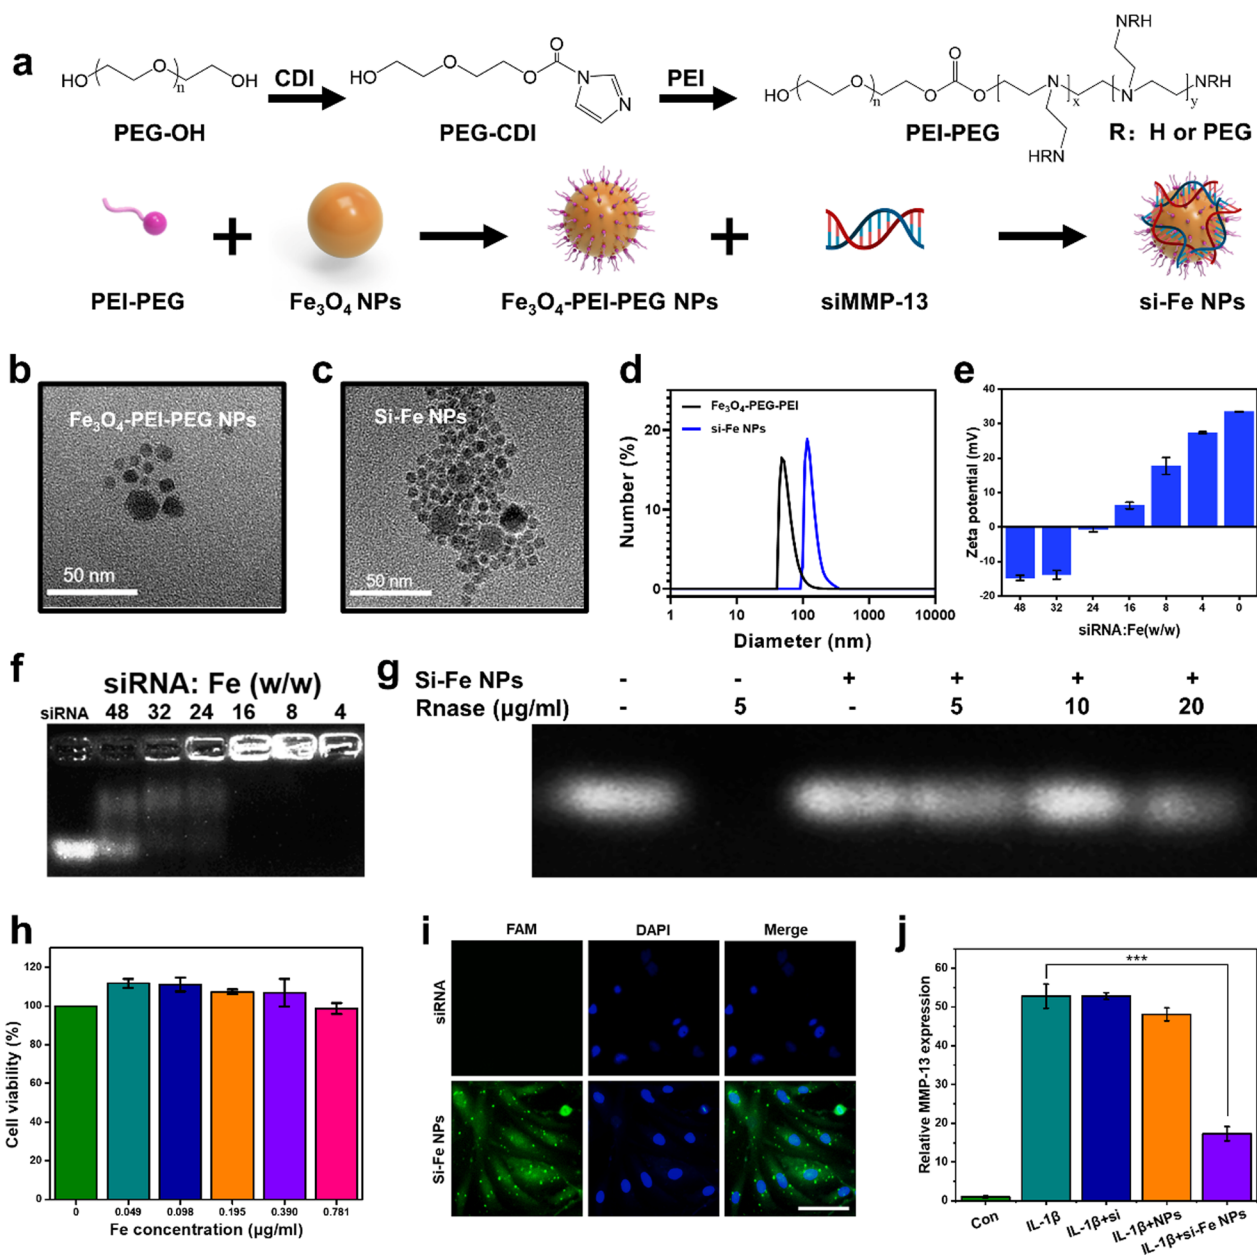 a
HO
O
n
OH
CDI
HO
O
O
O
N
N
PEI
HO
O
n
O
O
O
N
x
HRN
NRH
N
y
NRH
PEG-OH
PEG-CDI
PEI-PEG
R: H or PEG
+
+
PEI-PEG
Fe₃O₄ NPs
Fe₃O₄-PEI-PEG NPs
siMMP-13
si-Fe NPs
b
Fe₃O₄-PEI-PEG NPs
50 nm
c
Si-Fe NPs
50 nm
d
Fe₃O₄-PEG-PEI
si-Fe NPs
Number (%)
20
10
0
1 10 100 1000 10000
Diameter (nm)
e
Zeta potential (mV)
40
30
20
10
0
-10
-20
48 32 24 16 8 4 0
siRNA:Fe(w/w)
f
siRNA: Fe (w/w)
siRNA 48 32 24 16 8 4
g
Si-Fe NPs - - + + + +
Rnase (μg/ml) - 5 - 5 10 20
h
Cell viability (%)
120
100
80
60
40
20
0
0 0.049 0.098 0.195 0.390 0.781
Fe concentration (μg/ml)
i
FAM DAPI Merge
siRNA
Si-Fe NPs
j
Relative MMP-13 expression
60
50
40
30
20
10
0
***
Con IL-1β IL-1β+si IL-1β+NPs IL-1β+si-Fe NPs